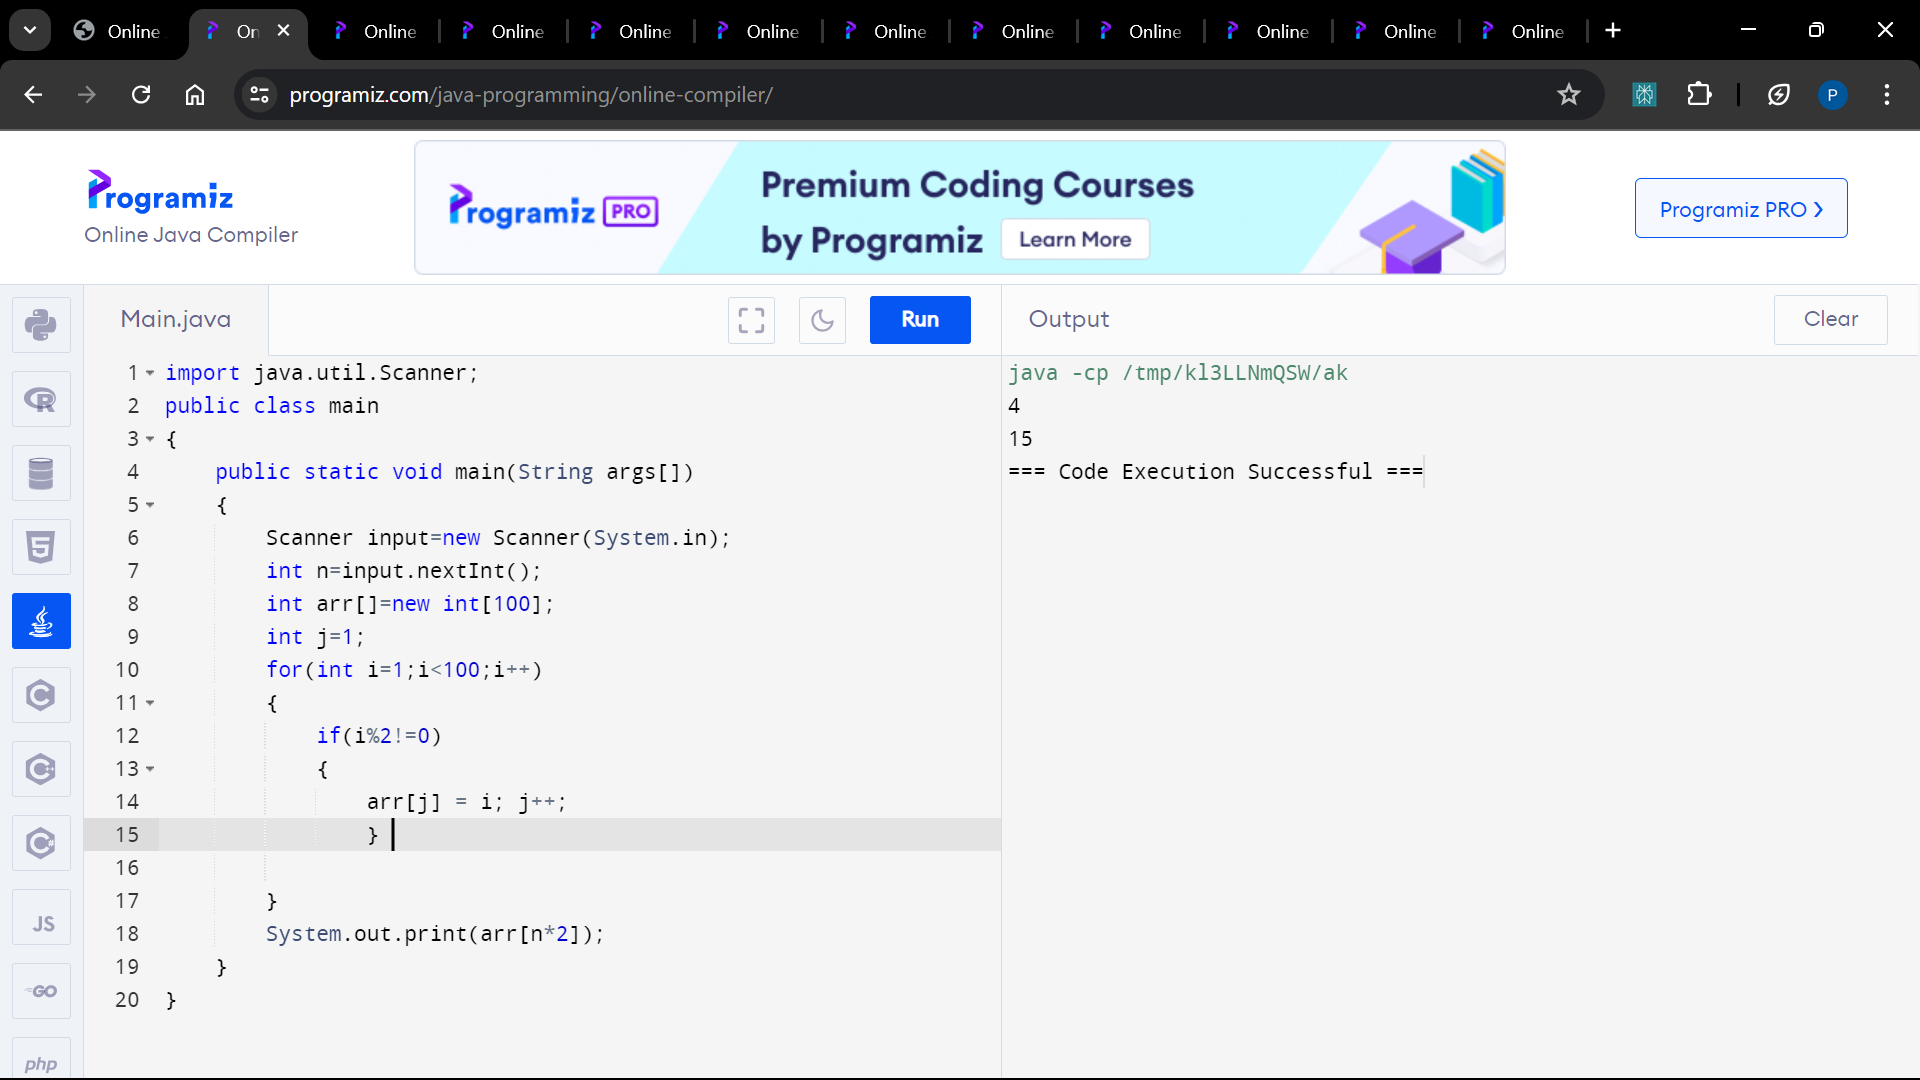 Online
On
Online
Online
Online
Online
Online
Online
Online
Online
Online
Online
programiz.com/java-programming/online-compiler/
P
Programiz
Online Java Compiler
Programiz PRO
Premium Coding Courses
by Programiz
Learn More
Programiz PRO ❯
Main.java
Run
Output
Clear
1 import java.util.Scanner;
2 public class main
3 {
4 public static void main(String args[])
5 {
6 Scanner input=new Scanner(System.in);
7 int n=input.nextInt();
8 int arr[]=new int[100];
9 int j=1;
10 for(int i=1;i<100;i++)
11 {
12 if(i%2!=0)
13 {
14 arr[j] = i; j++;
15 }
16
17 }
18 System.out.print(arr[n*2]);
19 }
20 }
java -cp /tmp/kl3LLNmQSW/ak
4
15
=== Code Execution Successful ===
R
5
C
C++
C#
JS
GO
php